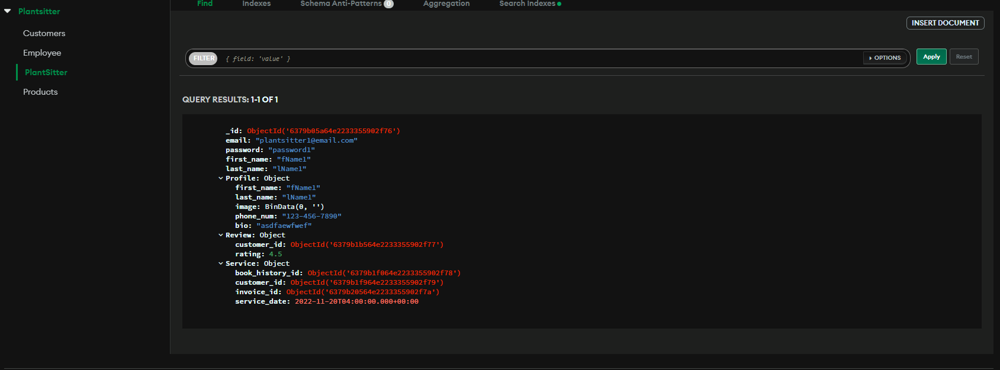 Plantsitter
Customers
Employee
PlantSitter
Products
Find Indexes Schema Anti-Patterns 0 Aggregation Search Indexes
INSERT DOCUMENT
FILTER { field: 'value' } OPTIONS Apply Reset
QUERY RESULTS: 1-1 OF 1
_id: ObjectId('6379b05a64e2233355902f76')
email: "plantsitter1@email.com"
password: "password1"
first_name: "fName1"
last_name: "lName1"
Profile: Object
first_name: "fName1"
last_name: "lName1"
image: BinData(0, '')
phone_num: "123-456-7890"
bio: "asdfaewfwef"
Review: Object
customer_id: ObjectId('6379b1b564e2233355902f77')
rating: 4.5
Service: Object
book_history_id: ObjectId('6379b1f064e2233355902f78')
customer_id: ObjectId('6379b1f964e2233355902f79')
invoice_id: ObjectId('6379b20564e2233355902f7a')
service_date: 2022-11-20T04:00:00.000+00:00